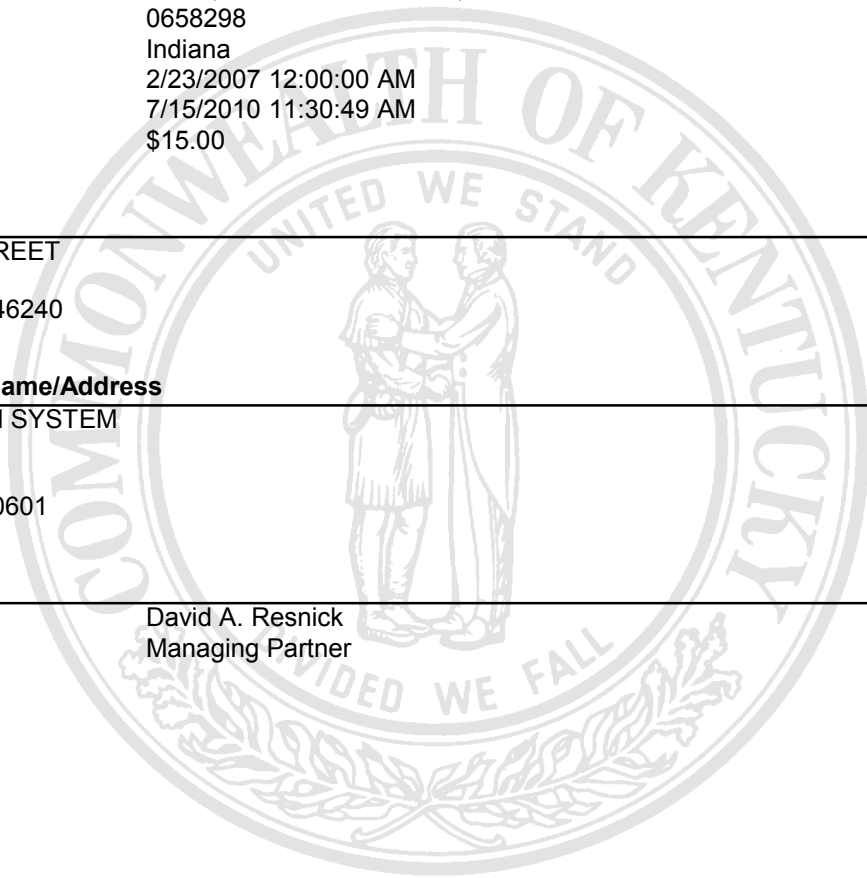 0658298
Indiana
2/23/2007 12:00:00 AM
7/15/2010 11:30:49 AM
$15.00
COMMONWEALTH OF KENTUCKY
UNITED WE STAND
REET
46240
ame/Address
SYSTEM
0601
David A. Resnick
Managing Partner
DIVIDED WE FALL